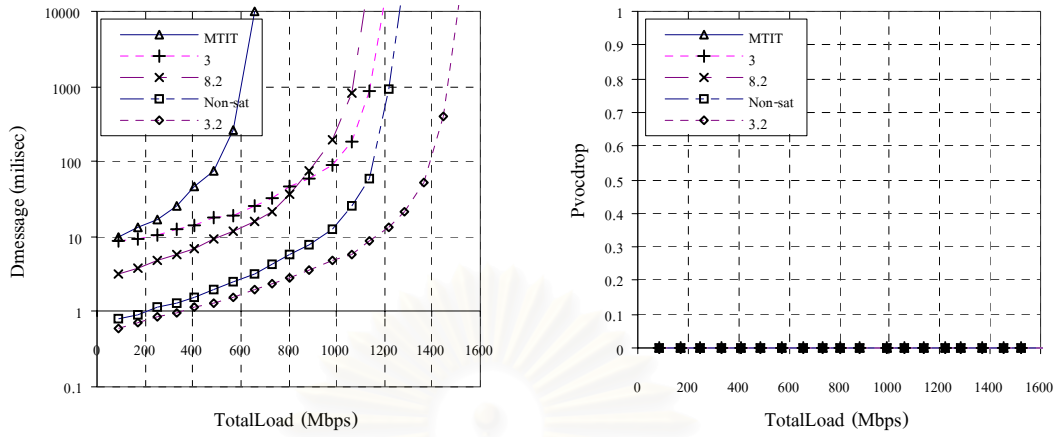 10000
1000
100
10
1
0.1
Dmessage (milisec)
MTIT
3
8.2
Non-sat
3.2
0 200 400 600 800 1000 1200 1400 1600
TotalLoad (Mbps)
1
0.9
0.8
0.7
0.6
0.5
0.4
0.3
0.2
0.1
0
Pvocdrop
MTIT
3
8.2
Non-sat
3.2
0 200 400 600 800 1000 1200 1400 1600
TotalLoad (Mbps)